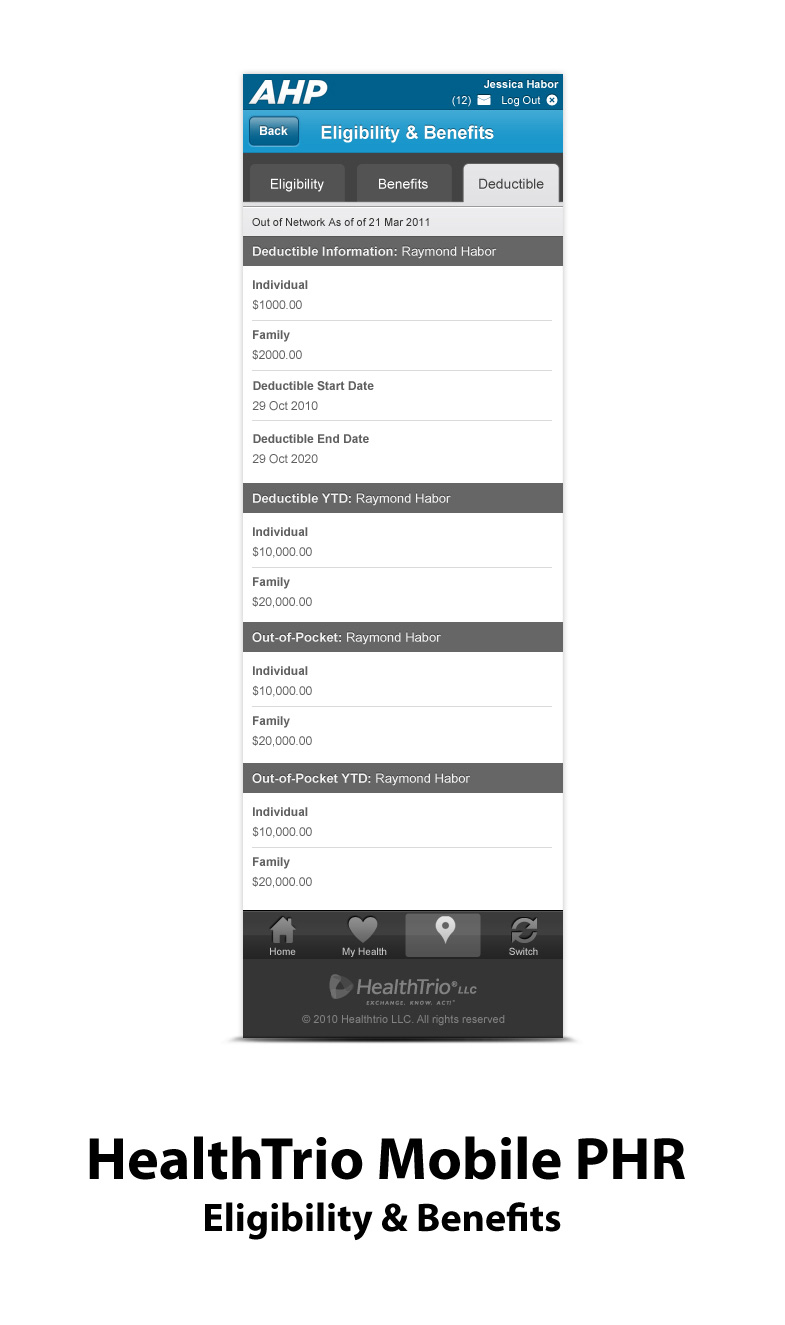 AHP
Jessica Habor
(12) Log Out
Back
Eligibility & Benefits
Eligibility
Benefits
Deductible
Out of Network As of of 21 Mar 2011
Deductible Information: Raymond Habor
Individual
$1000.00
Family
$2000.00
Deductible Start Date
29 Oct 2010
Deductible End Date
29 Oct 2020
Deductible YTD: Raymond Habor
Individual
$10,000.00
Family
$20,000.00
Out-of-Pocket: Raymond Habor
Individual
$10,000.00
Family
$20,000.00
Out-of-Pocket YTD: Raymond Habor
Individual
$10,000.00
Family
$20,000.00
Home
My Health
Switch
HealthTrio® LLC
EXCHANGE. KNOW. ACT!™
© 2010 Healthtrio LLC. All rights reserved
HealthTrio Mobile PHR
Eligibility & Benefits